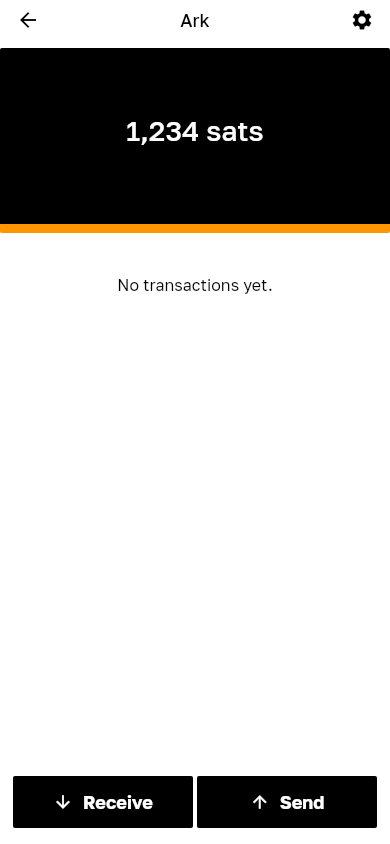 Ark
1,234 sats
No transactions yet.
Receive
Send